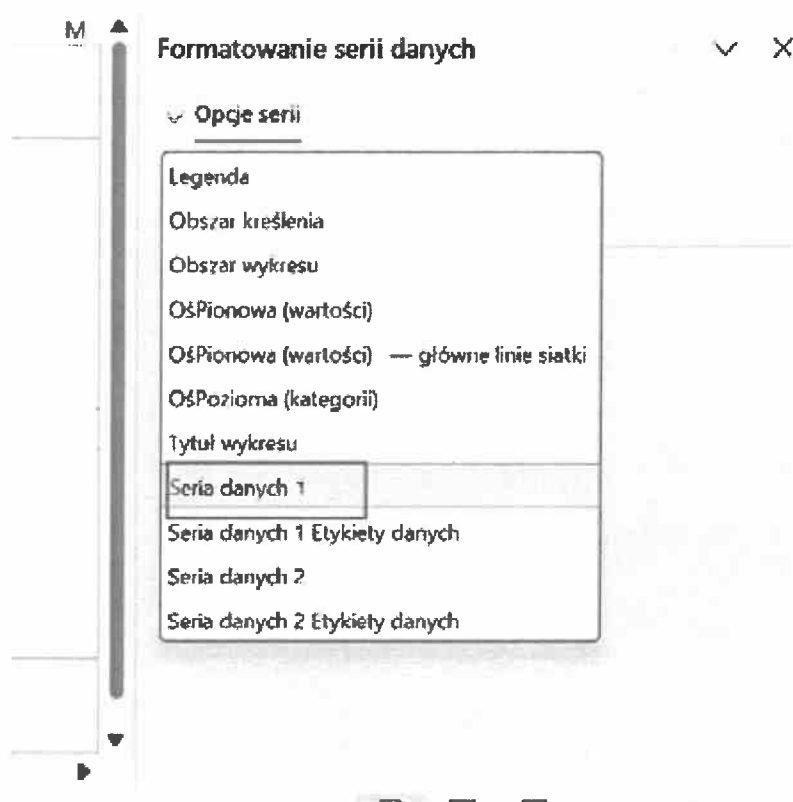 M
Formatowanie serii danych
Opcje serii
Legenda
Obszar kreślenia
Obszar wykresu
OśPionowa (wartości)
OśPionowa (wartości) — główne linie siatki
OśPozioma (kategorii)
Tytuł wykresu
Seria danych 1
Seria danych 1 Etykiety danych
Seria danych 2
Seria danych 2 Etykiety danych